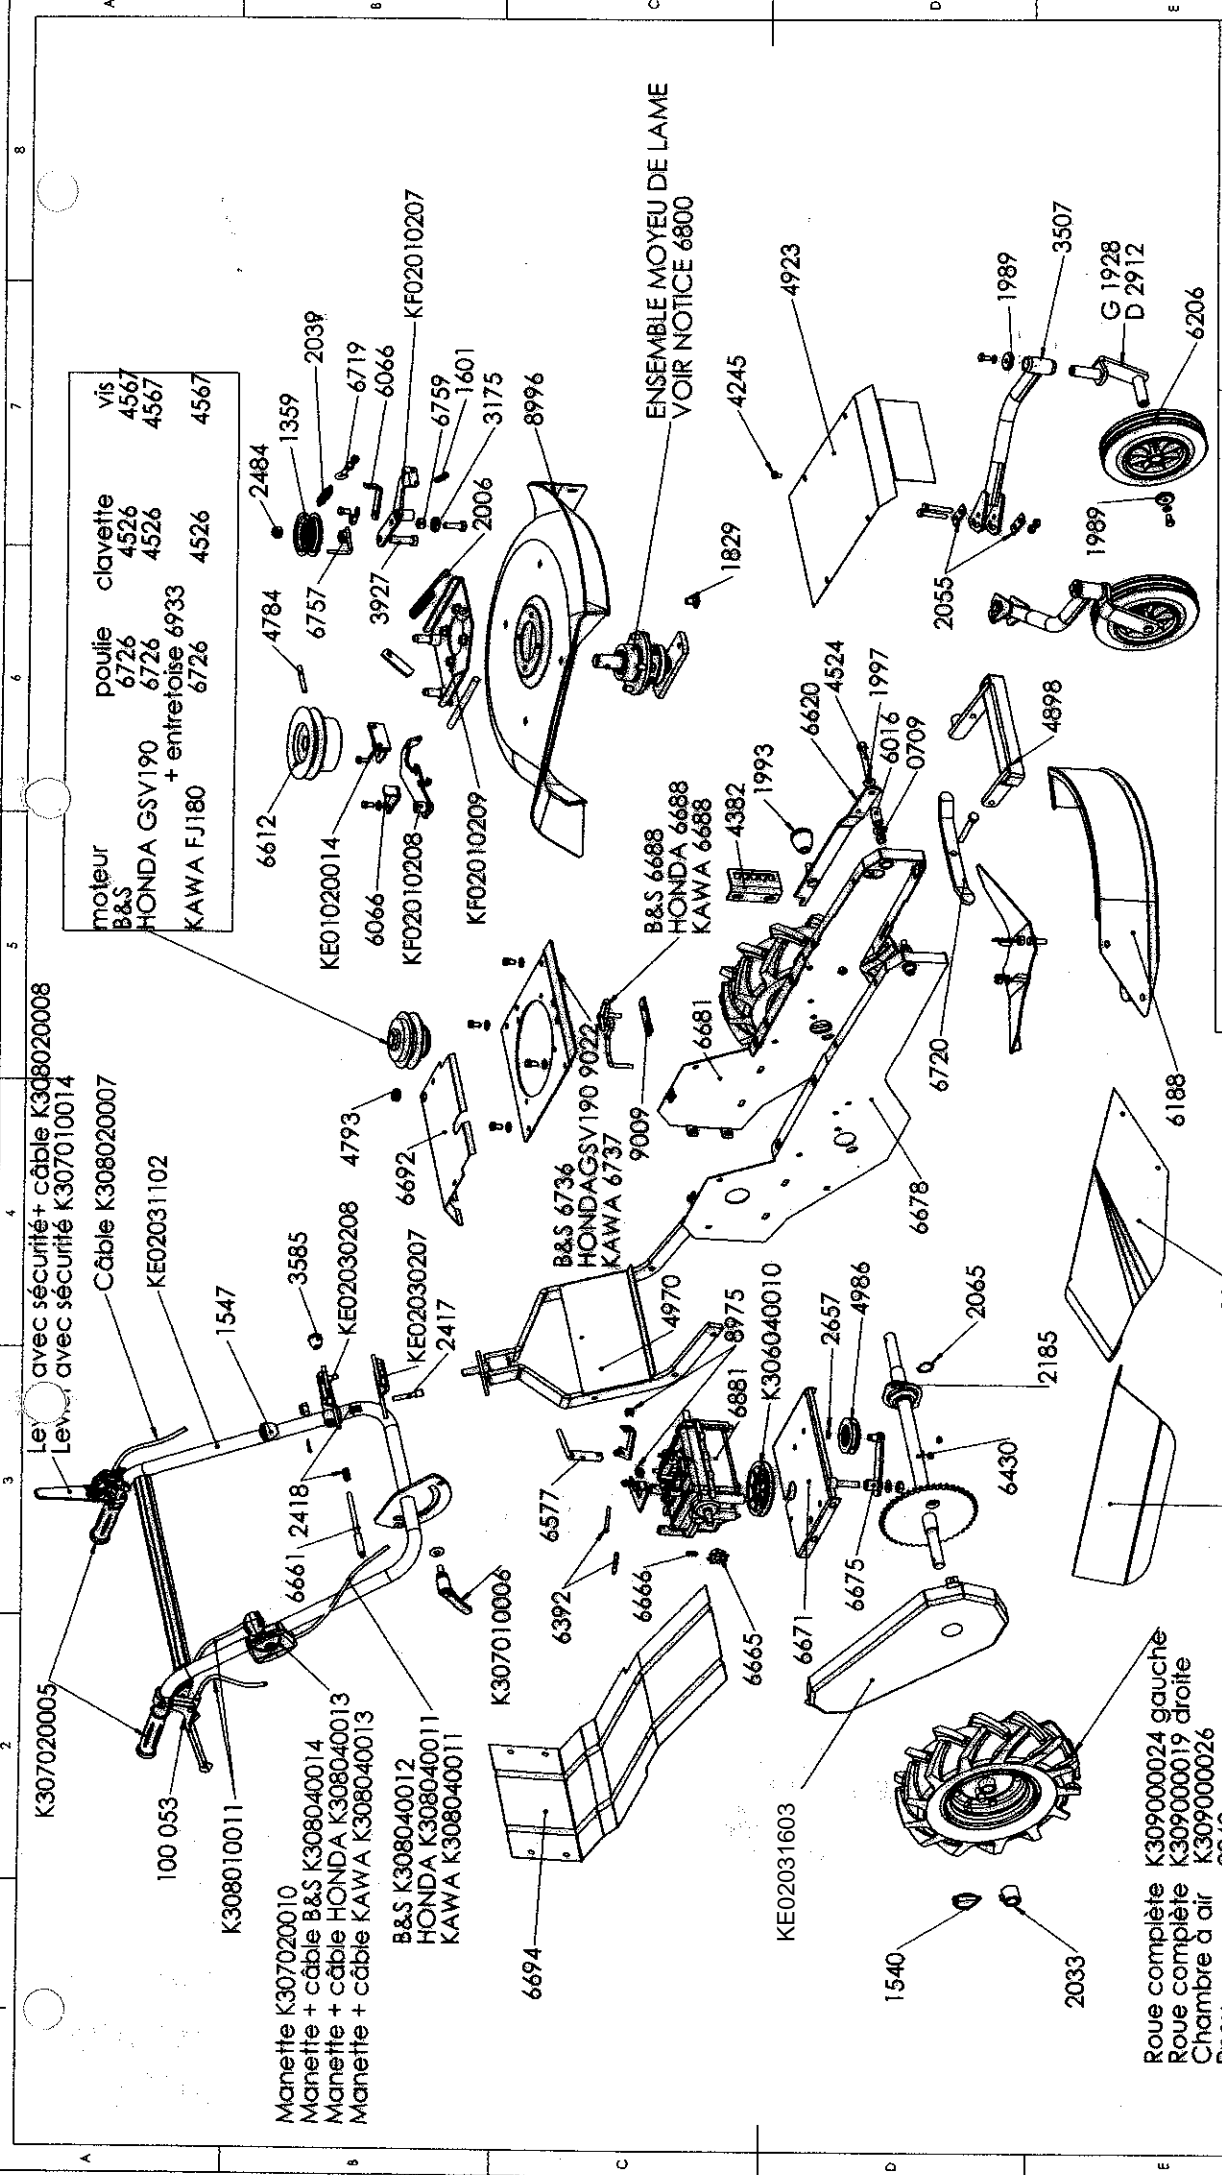 8
7
6
5
4
3
2
A
B
C
D
E
A
B
C
D
E
avec sécurité+ câble K308020008
avec sécurité K307010014
Câble K308020007
KE02031102
1547
3585
KE02030208
KE02030207
2417
2418
6661
K307010006
K307020005
100 053
K308010011
Manette K307020010
Manette + câble B&S K308040014
Manette + câble HONDA K308040013
Manette + câble KAWA K308040013
B&S K308040012
HONDA K308040011
KAWA K308040011
moteur poulie clavette vis
B&S 6726 4526 4567
HONDA GSV190 6726 4526 4567
+ entretoise 6933
KAWA FJ180 6726 4526 4567
2484
1359
2039
6719
6066
KF02010207
6759
1601
3175
8996
2006
3927
6757
4784
6612
KE01020014
6066
KF02010208
KF02010209
ENSEMBLE MOYEU DE LAME
VOIR NOTICE 6800
1829
4793
6692
B&S 6688
HONDA 6688
KAWA 6688
B&S 6736
HONDAGSV190 9022
KAWA 6737
9009
4382
1993
6620
4524
1997
6016
0709
6681
6678
4970
8975
6881
K306040010
6577
6392
6666
6665
6671
2657
4986
6675
2065
2185
6430
6694
KE02031603
1540
2033
Roue complète K309000024 gauche
Roue complète K309000019 droite
Chambre à air K309000026
4245
4923
1989
3507
G 1928
D 2912
6206
2055
1989
4898
6720
6188